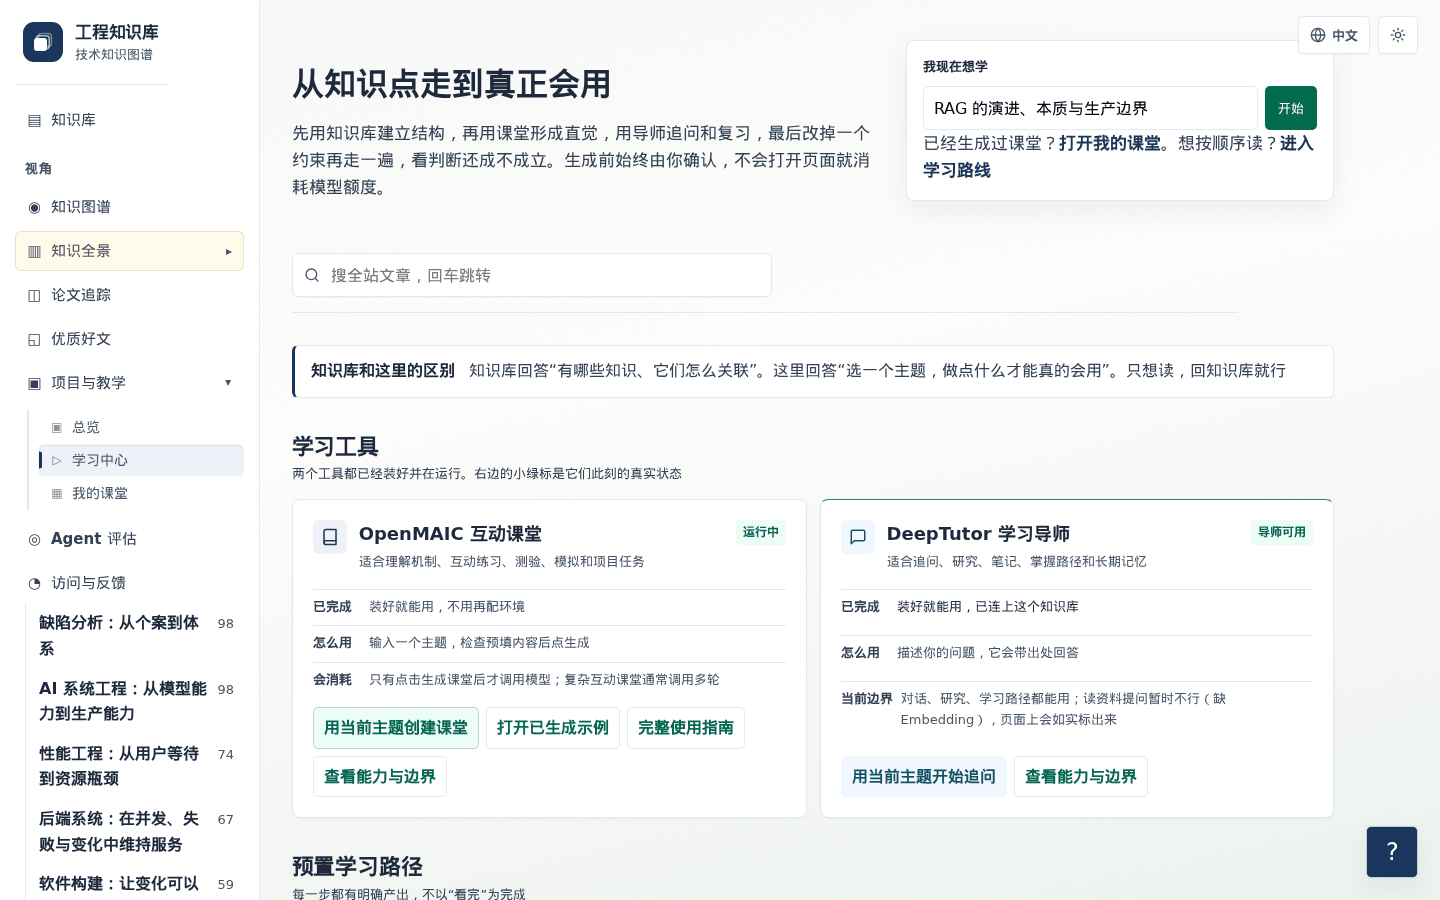 工程知识库
技术知识图谱
知识库
视角
知识图谱
知识全景
论文追踪
优质好文
项目与教学
总览
学习中心
我的课堂
Agent 评估
访问与反馈
缺陷分析：从个案到体
系
98
AI 系统工程：从模型能
力到生产能力
98
性能工程：从用户等待
到资源瓶颈
74
后端系统：在并发、失
败与变化中维持服务
67
软件构建：让变化可以
59
中文
从知识点走到真正会用
先用知识库建立结构，再用课堂形成直觉，用导师追问和复习，最后改掉一个
约束再走一遍，看判断还成不成立。生成前始终由你确认，不会打开页面就消
耗模型额度。
我现在想学
RAG 的演进、本质与生产边界
开始
已经生成过课堂？打开我的课堂。想按顺序读？进入
学习路线
搜全站文章，回车跳转
知识库和这里的区别 知识库回答“有哪些知识、它们怎么关联”。这里回答“选一个主题，做点什么才能真的会用”。只想读，回知识库就行
学习工具
两个工具都已经装好并在运行。右边的小绿标是它们此刻的真实状态
OpenMAIC 互动课堂
运行中
适合理解机制、互动练习、测验、模拟和项目任务
已完成 装好就能用，不用再配环境
怎么用 输入一个主题，检查预填内容后点生成
会消耗 只有点击生成课堂后才调用模型；复杂互动课堂通常调用多轮
用当前主题创建课堂
打开已生成示例
完整使用指南
查看能力与边界
DeepTutor 学习导师
导师可用
适合追问、研究、笔记、掌握路径和长期记忆
已完成 装好就能用，已连上这个知识库
怎么用 描述你的问题，它会带出处回答
当前边界 对话、研究、学习路径都能用；读资料提问暂时不行（缺
Embedding），页面上会如实标出来
用当前主题开始追问
查看能力与边界
预置学习路径
每一步都有明确产出，不以“看完”为完成
?